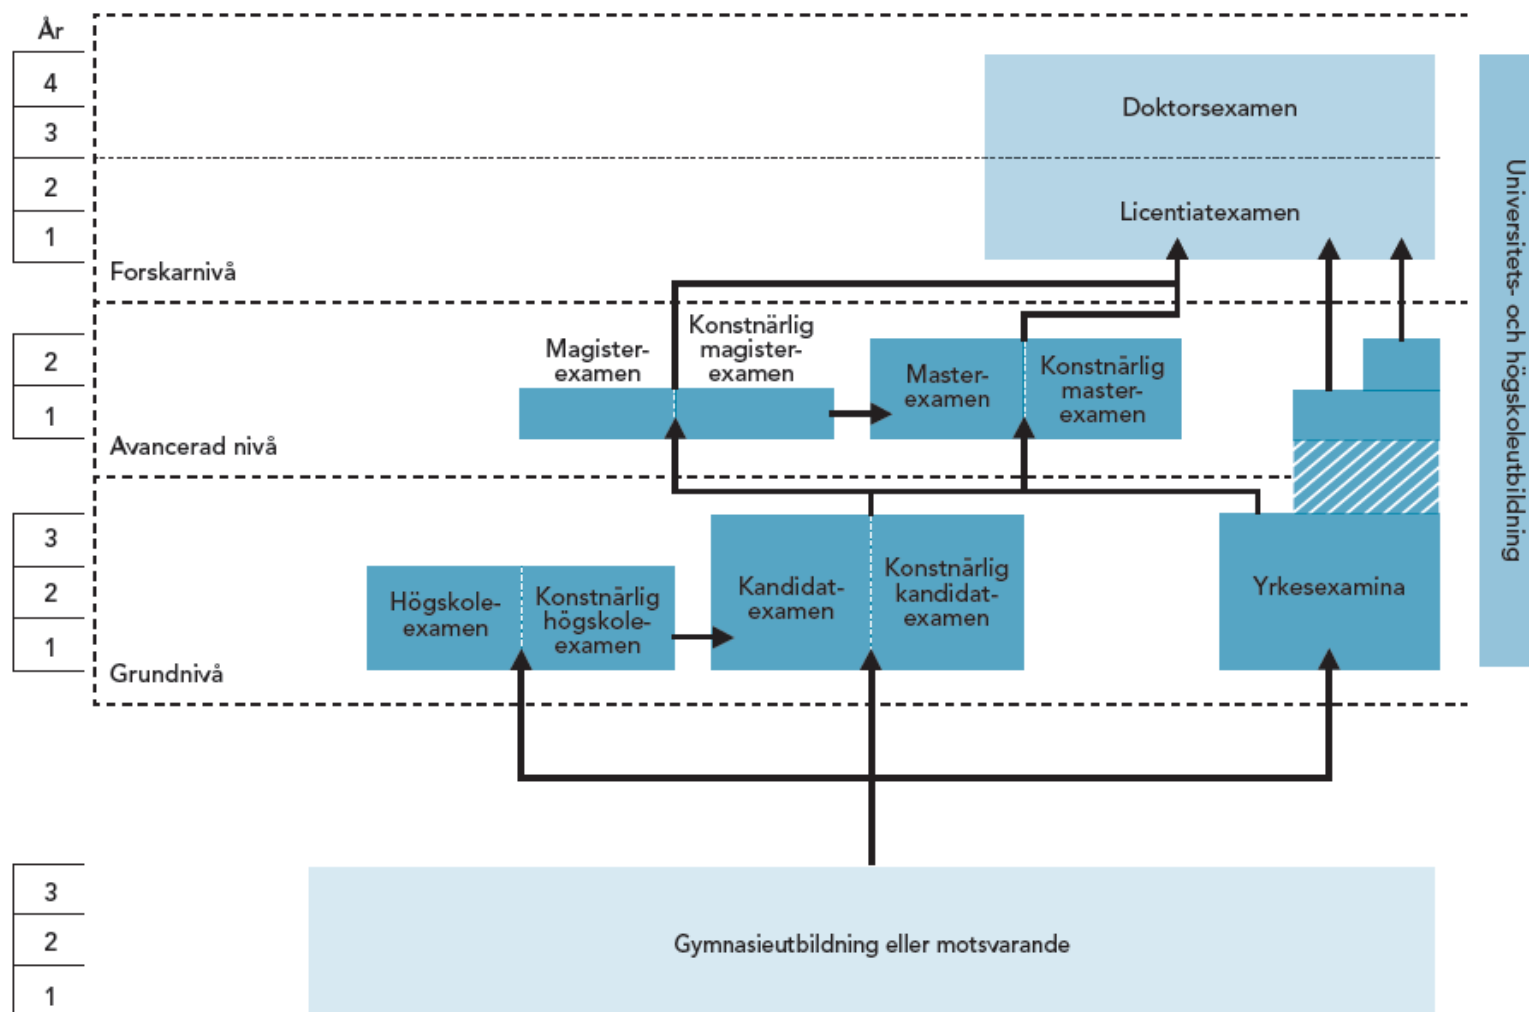 År
4
3
2
1
Doktorsexamen
Licentiatexamen
Forskarnivå
2
1
Magister-
examen
Konstnärlig
magister-
examen
Master-
examen
Konstnärlig
master-
examen
Avancerad nivå
3
2
1
Högskole-
examen
Konstnärlig
högskole-
examen
Kandidat-
examen
Konstnärlig
kandidat-
examen
Yrkesexamina
Grundnivå
3
2
1
Gymnasieutbildning eller motsvarande
Universitets- och högskoleutbildning